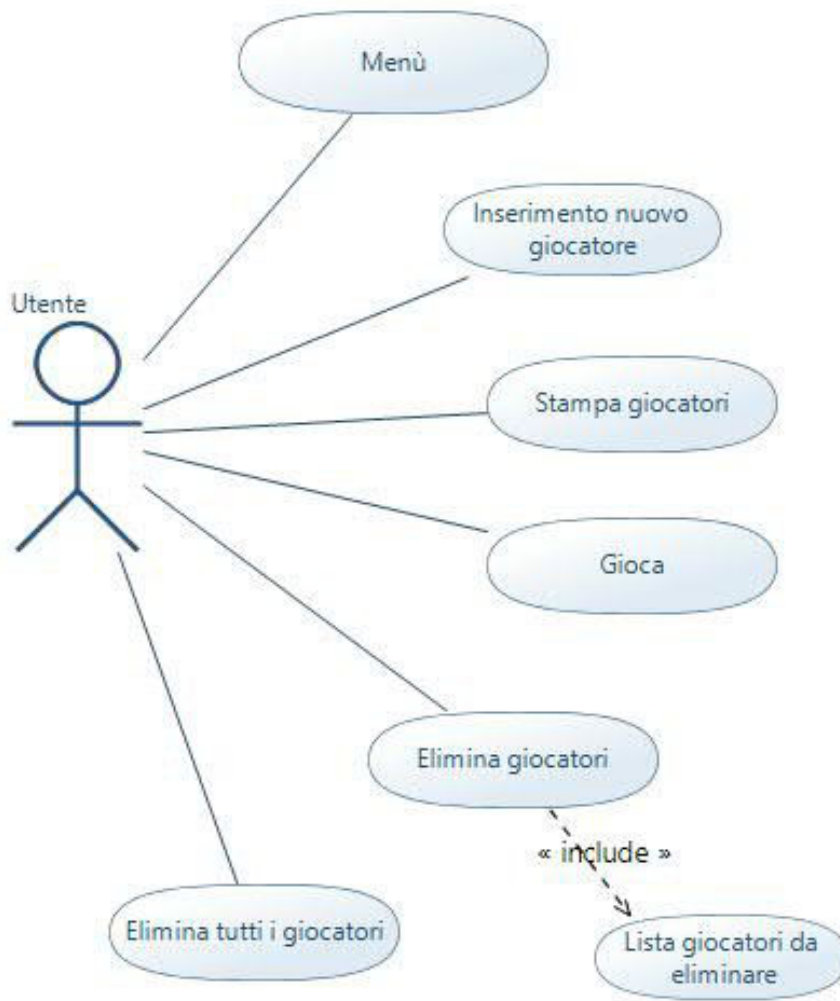 Menù
Inserimento nuovo
giocatore
Utente
Stampa giocatori
Gioca
Elimina giocatori
« include »
Elimina tutti i giocatori
Lista giocatori da
eliminare